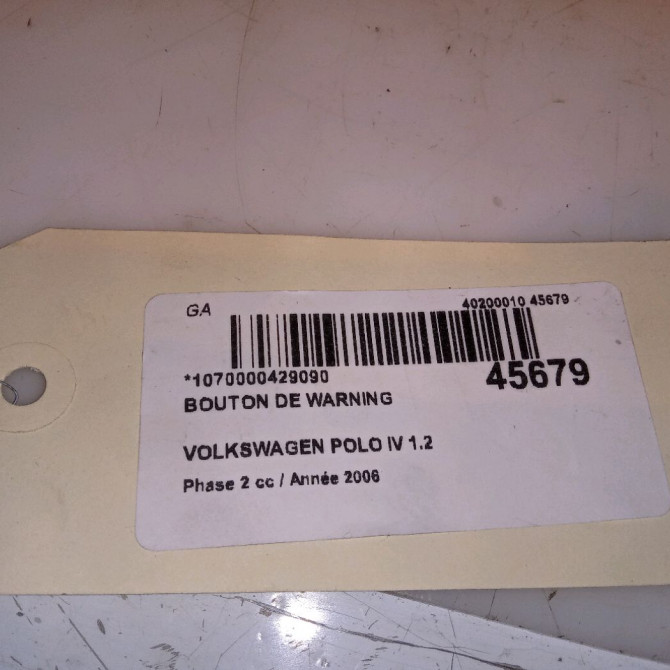 GA 40200010 45679
*1070000429090 45679
BOUTON DE WARNING
VOLKSWAGEN POLO IV 1.2
Phase 2 cc / Année 2006